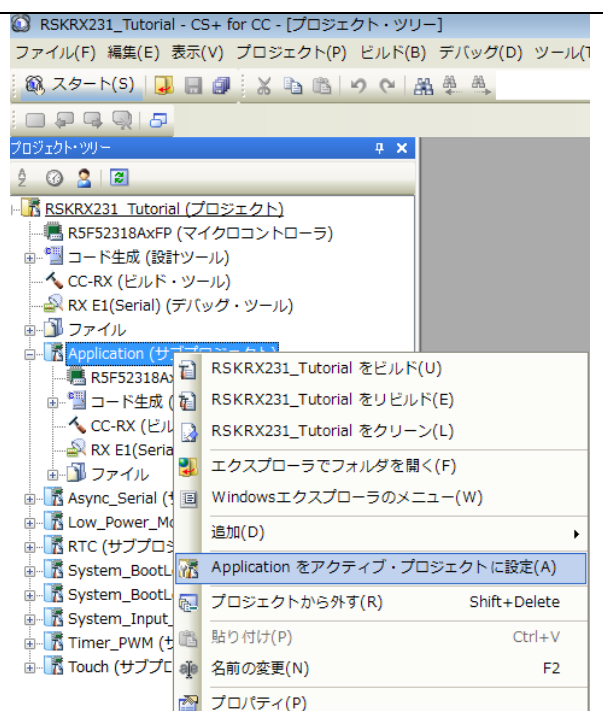 RSKRX231_Tutorial - CS+ for CC - [プロジェクト・ツリー]
ファイル(F) 編集(E) 表示(V) プロジェクト(P) ビルド(B) デバッグ(D) ツール(T
スタート(S)
プロジェクト・ツリー
RSKRX231_Tutorial (プロジェクト)
R5F52318AxFP (マイクロコントローラ)
コード生成 (設計ツール)
CC-RX (ビルド・ツール)
RX E1(Serial) (デバッグ・ツール)
ファイル
Application (サブプロジェクト)
R5F52318Ax
コード生成 (
CC-RX (ビル
RX E1(Seria
ファイル
Async_Serial (
Low_Power_Mo
RTC (サブプロジ
System_BootL
System_BootL
System_Input_
Timer_PWM (サ
Touch (サブプロ
RSKRX231_Tutorial をビルド(U)
RSKRX231_Tutorial をリビルド(E)
RSKRX231_Tutorial をクリーン(L)
エクスプローラでフォルダを開く(F)
Windowsエクスプローラのメニュー(W)
追加(D)
Application をアクティブ・プロジェクトに設定(A)
プロジェクトから外す(R) Shift+Delete
貼り付け(P) Ctrl+V
名前の変更(N) F2
プロパティ(P)